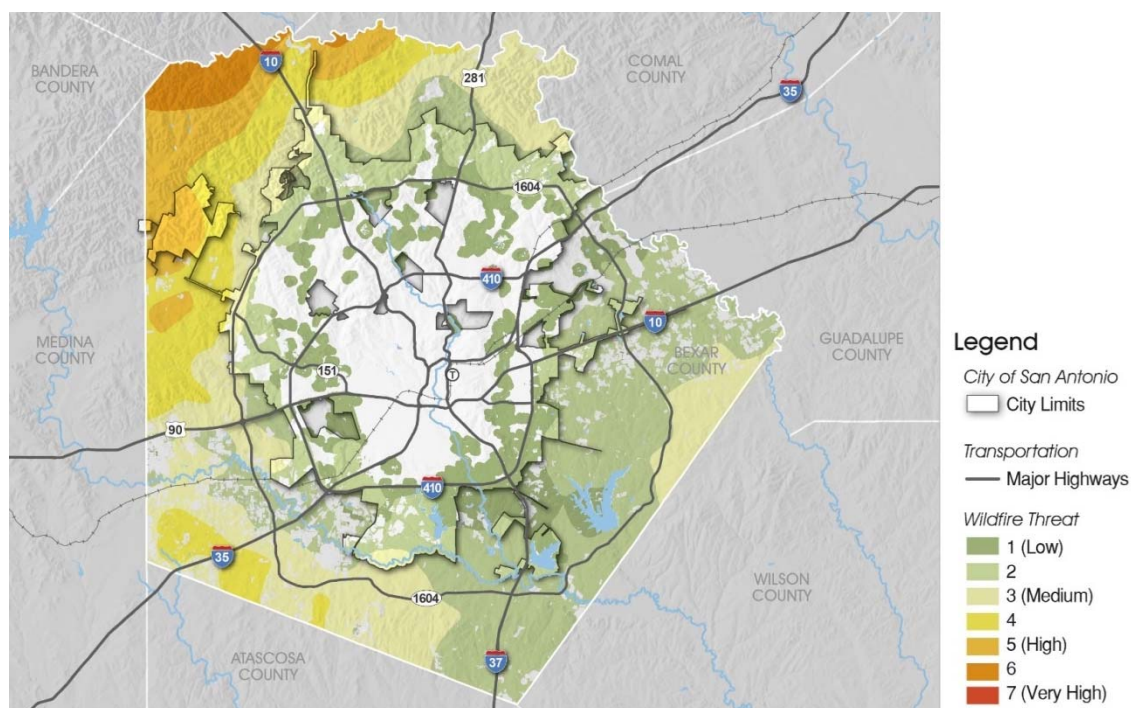 BANDERA
COUNTY
10
281
COMAL
COUNTY
35
1604
410
10
MEDINA
COUNTY
151
T
BEXAR
COUNTY
GUADALUPE
COUNTY
90
410
35
1604
WILSON
COUNTY
ATASCOSA
COUNTY
37
Legend
City of San Antonio
City Limits
Transportation
Major Highways
Wildfire Threat
1 (Low)
2
3 (Medium)
4
5 (High)
6
7 (Very High)